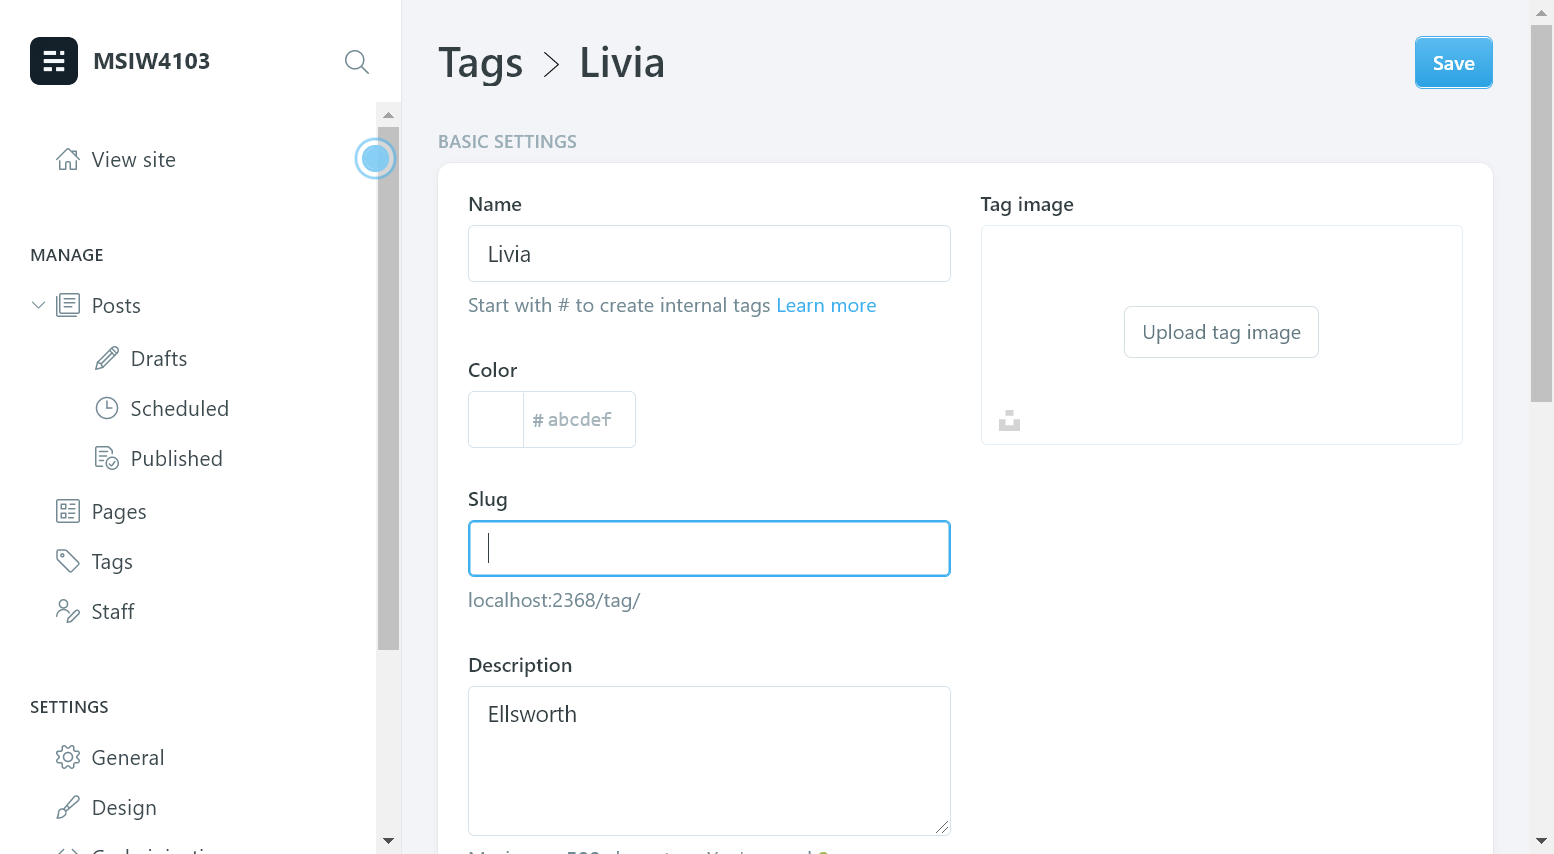 MSIW4103
View site
MANAGE
Posts
Drafts
Scheduled
Published
Pages
Tags
Staff
SETTINGS
General
Design
Tags > Livia
Save
BASIC SETTINGS
Name
Livia
Start with # to create internal tags Learn more
Color
# abcdef
Slug
localhost:2368/tag/
Description
Ellsworth
Tag image
Upload tag image